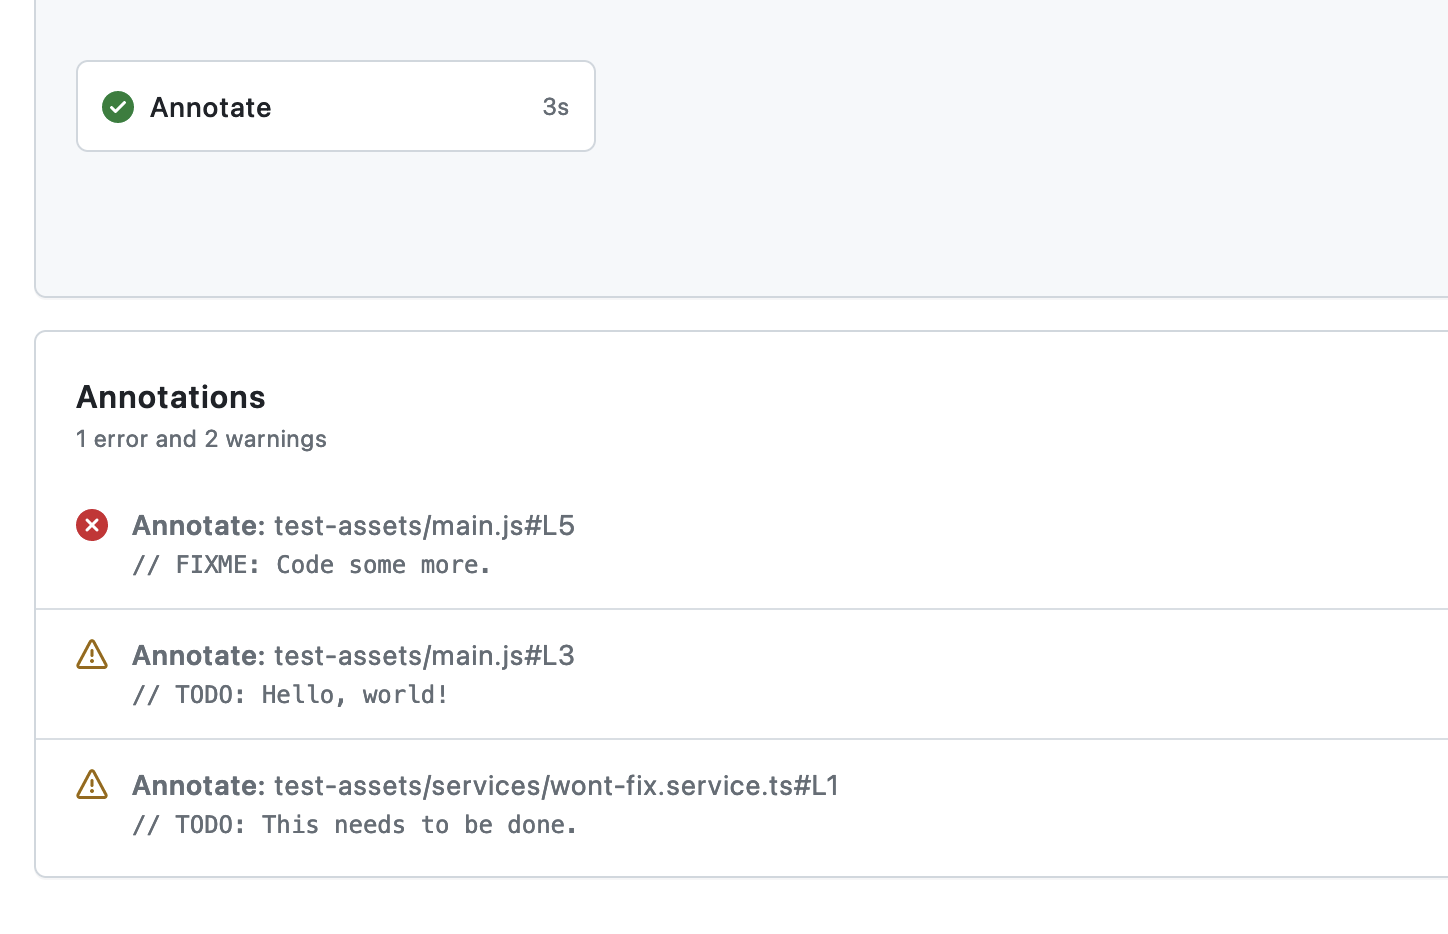 Annotate 3s
Annotations
1 error and 2 warnings
Annotate: test-assets/main.js#L5
// FIXME: Code some more.
Annotate: test-assets/main.js#L3
// TODO: Hello, world!
Annotate: test-assets/services/wont-fix.service.ts#L1
// TODO: This needs to be done.